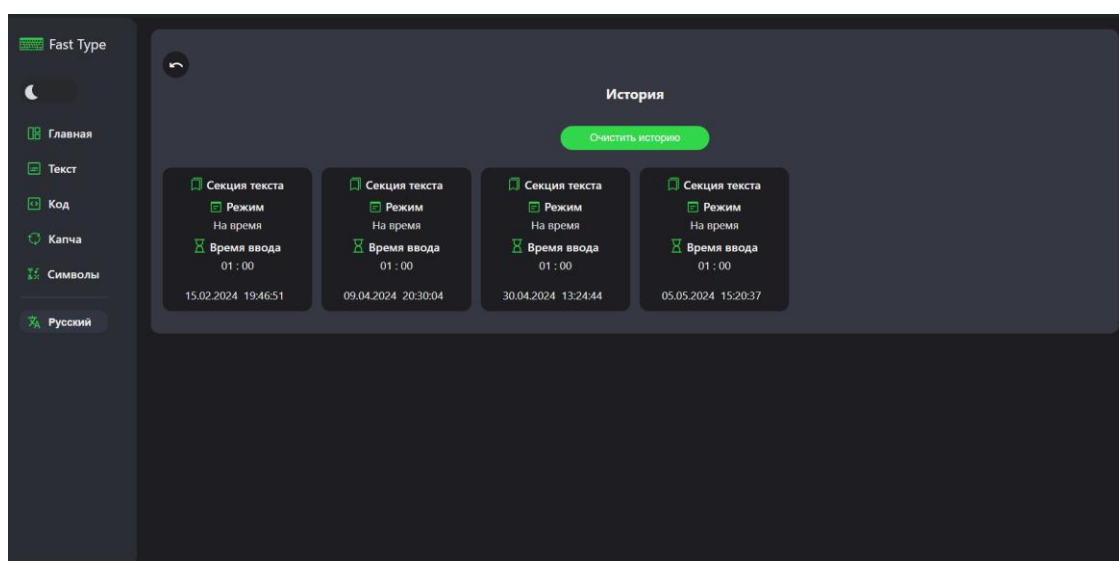 Fast Type
Главная
Текст
Код
Капча
Символы
Русский
История
Очистить историю
Секция текста
Режим
На время
Время ввода
01 : 00
15.02.2024 19:46:51
Секция текста
Режим
На время
Время ввода
01 : 00
09.04.2024 20:30:04
Секция текста
Режим
На время
Время ввода
01 : 00
30.04.2024 13:24:44
Секция текста
Режим
На время
Время ввода
01 : 00
05.05.2024 15:20:37